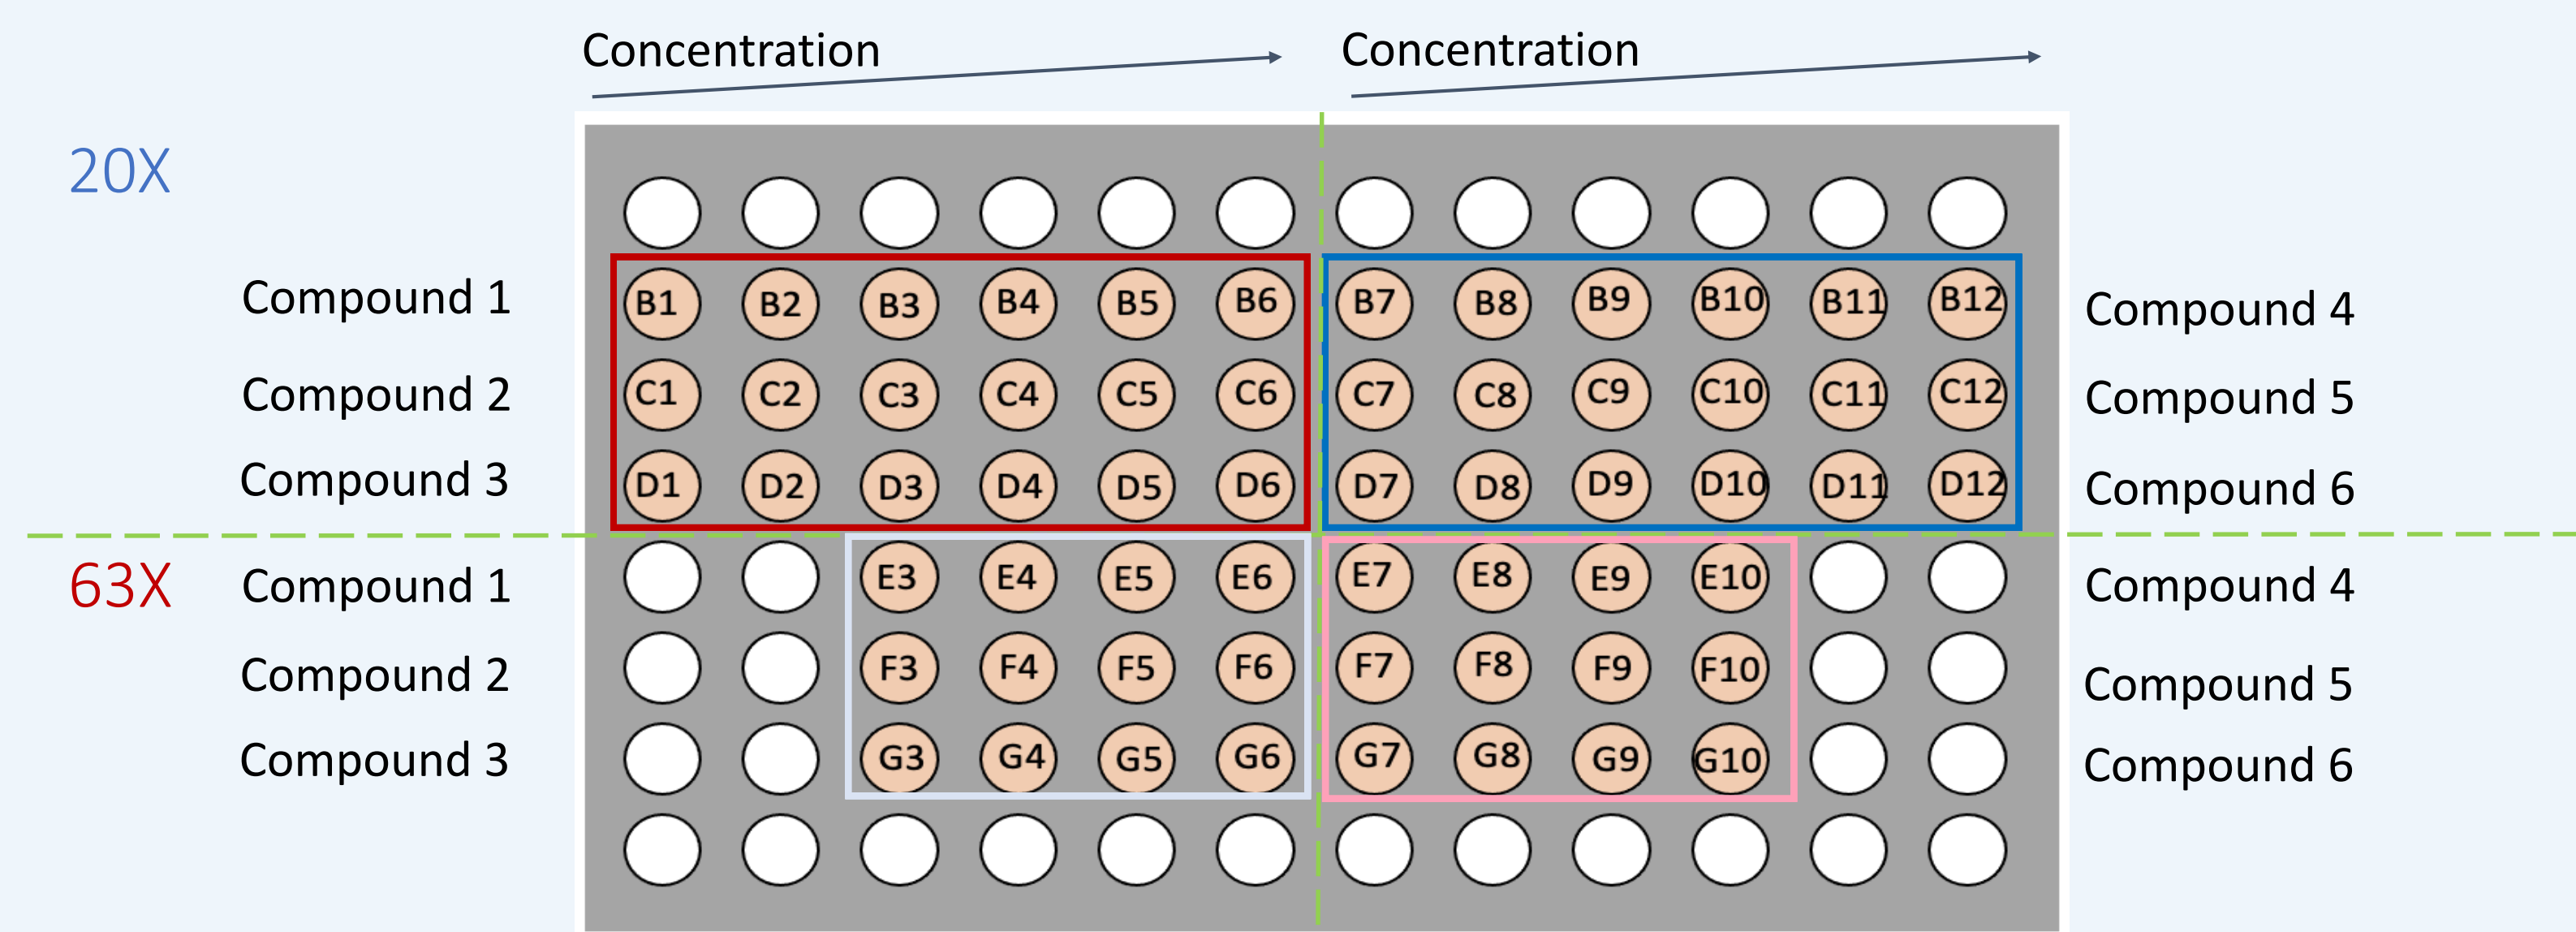 Concentration Concentration
20X
Compound 1 B1 B2 B3 B4 B5 B6 B7 B8 B9 B10 B11 B12 Compound 4
Compound 2 C1 C2 C3 C4 C5 C6 C7 C8 C9 C10 C11 C12 Compound 5
Compound 3 D1 D2 D3 D4 D5 D6 D7 D8 D9 D10 D11 D12 Compound 6
63X Compound 1 E3 E4 E5 E6 E7 E8 E9 E10 Compound 4
Compound 2 F3 F4 F5 F6 F7 F8 F9 F10 Compound 5
Compound 3 G3 G4 G5 G6 G7 G8 G9 G10 Compound 6